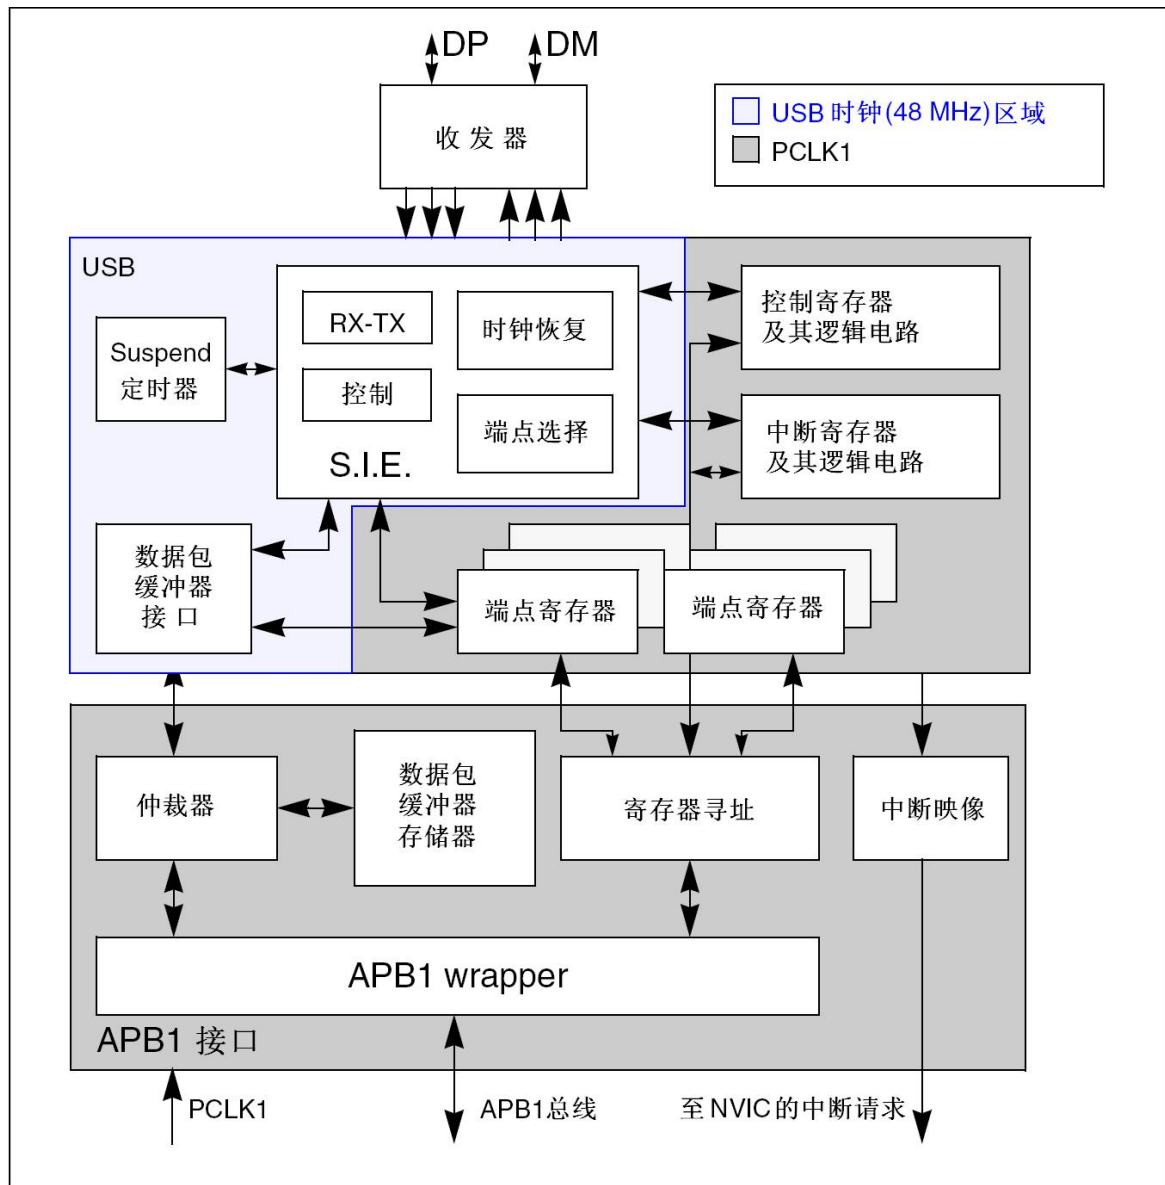 DP
DM
收发器
USB时钟(48 MHz)区域
PCLK1
USB
Suspend
定时器
RX-TX
控制
时钟恢复
端点选择
S.I.E.
控制寄存器
及其逻辑电路
中断寄存器
及其逻辑电路
数据包
缓冲器
接口
端点寄存器
端点寄存器
仲裁器
数据包
缓冲器
存储器
寄存器寻址
中断映像
APB1 wrapper
APB1 接口
PCLK1
APB1总线
至NVIC的中断请求